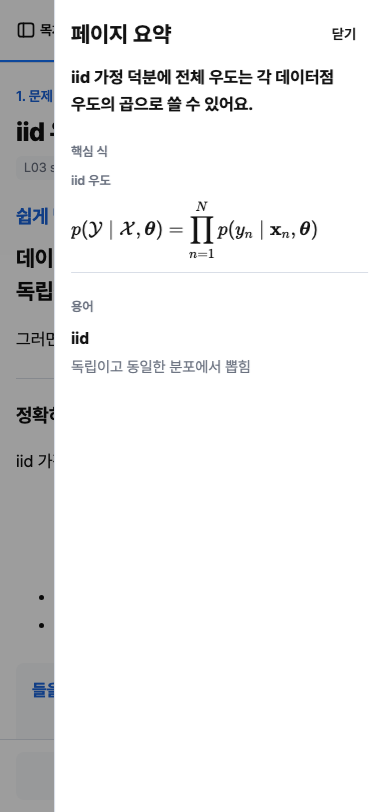 페이지 요약
닫기
iid 가정 덕분에 전체 우도는 각 데이터점
우도의 곱으로 쓸 수 있어요.
핵심 식
iid 우도
p(𝒴 | 𝒳, θ) = ∏_{n=1}^{N} p(y_n | x_n, θ)
용어
iid
독립이고 동일한 분포에서 뽑힘
1. 문제
iid
L03
쉽게
데이
독립
그러면
정확히
iid 가
들을